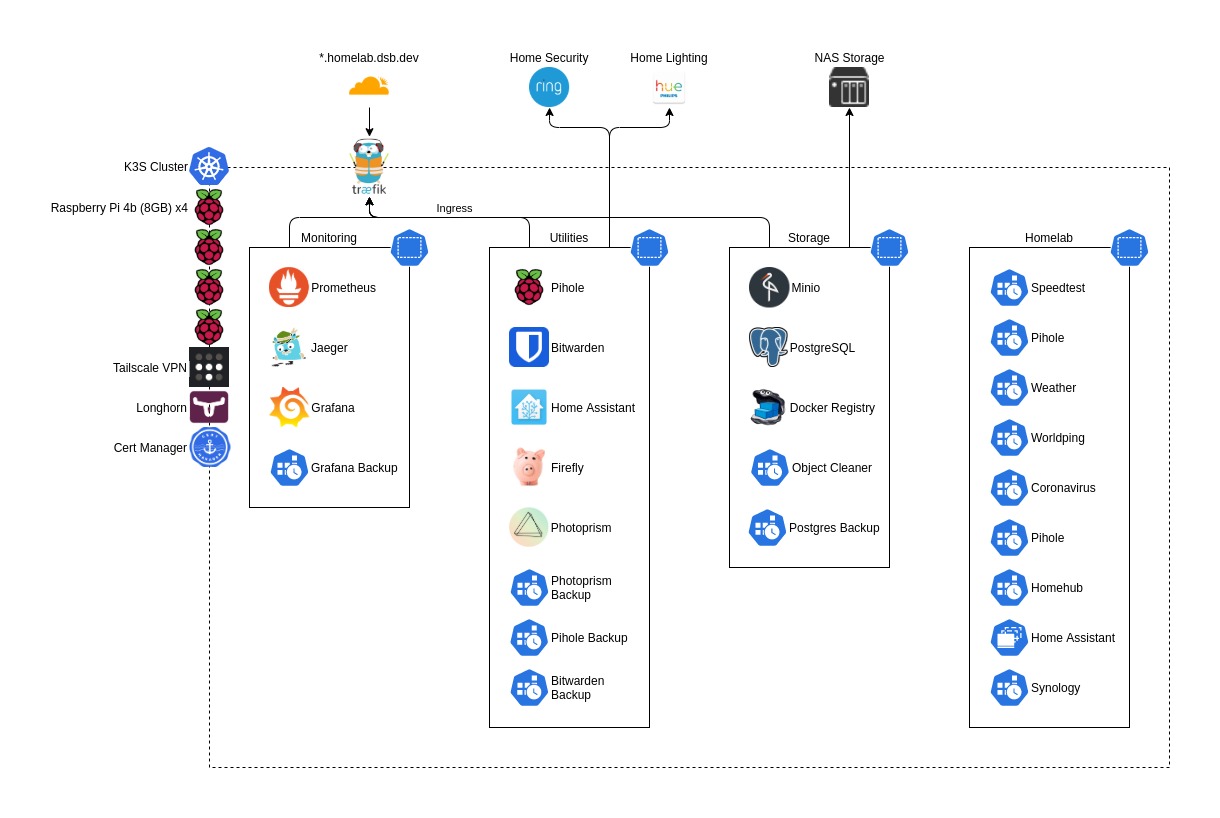 *.homelab.dsb.dev
Home Security
Home Lighting
NAS Storage
ring
hue
PHILIPS
K3S Cluster
træfik
Raspberry Pi 4b (8GB) x4
Ingress
Monitoring
Utilities
Storage
Homelab
Prometheus
Jaeger
Grafana
Grafana Backup
Pihole
Bitwarden
Home Assistant
Firefly
Photoprism
Photoprism
Backup
Pihole Backup
Bitwarden
Backup
Minio
PostgreSQL
Docker Registry
Object Cleaner
Postgres Backup
Speedtest
Pihole
Weather
Worldping
Coronavirus
Pihole
Homehub
Home Assistant
Synology
Tailscale VPN
Longhorn
Cert Manager